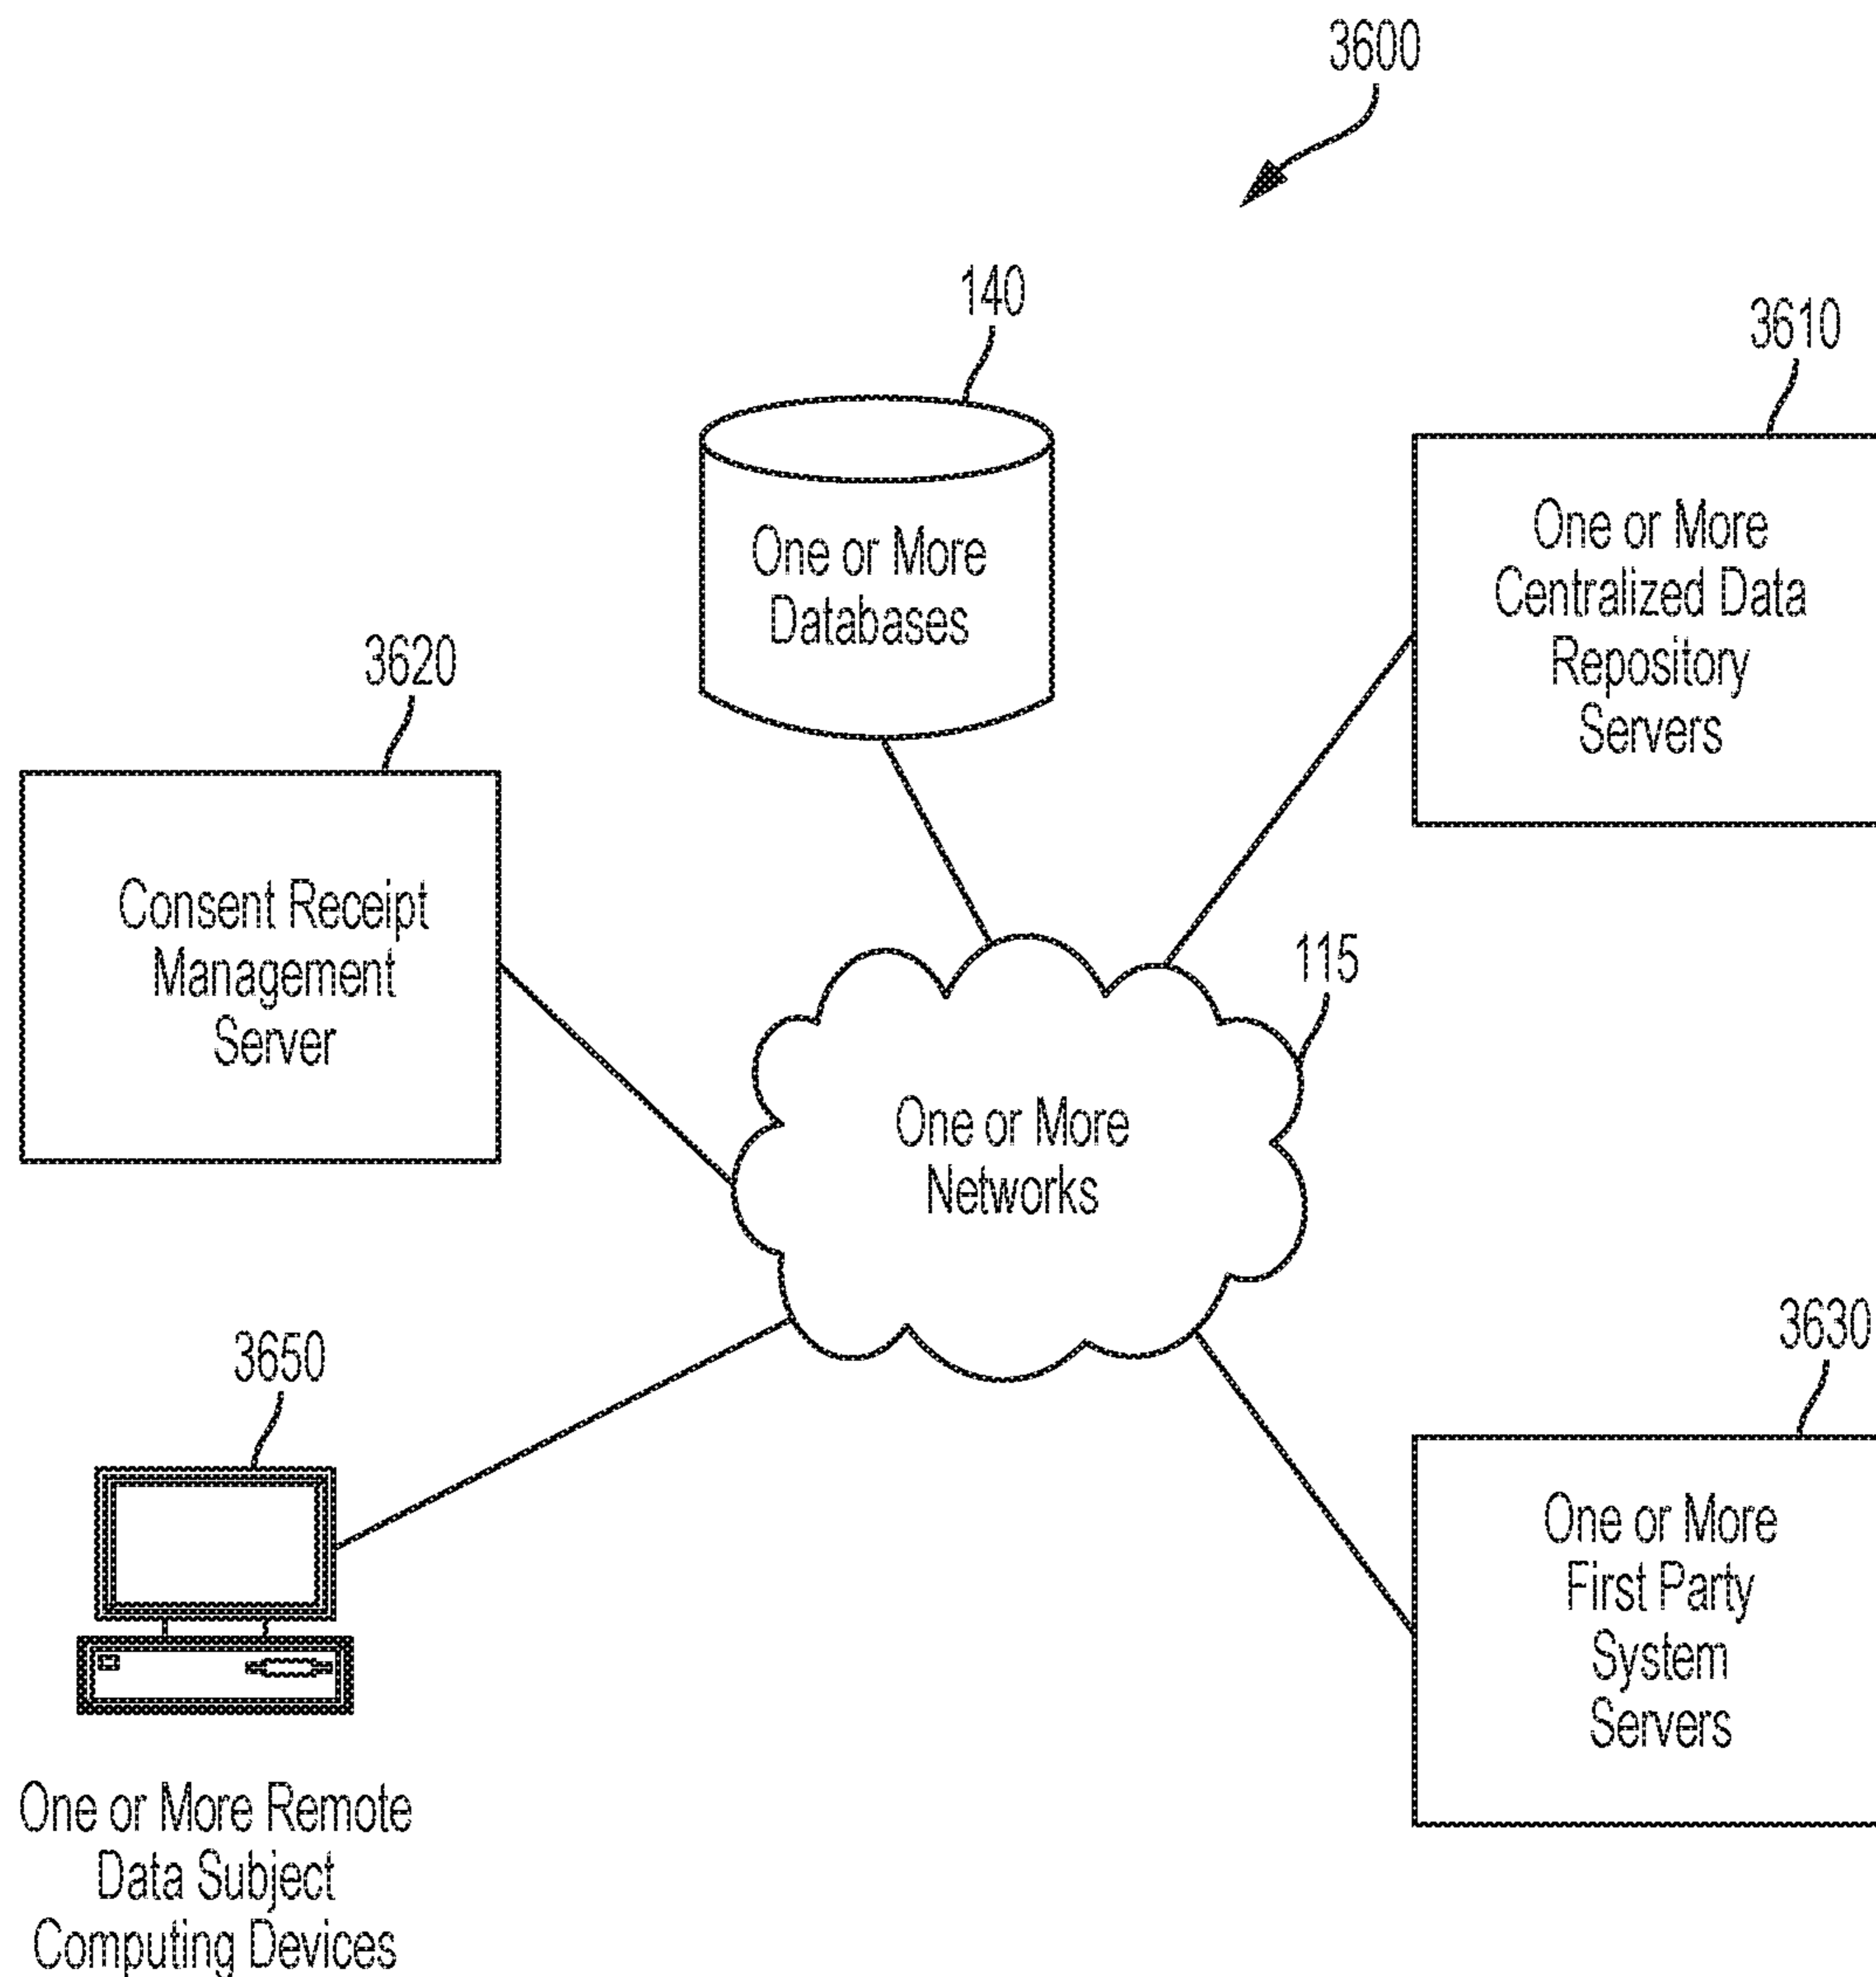 3600
140
One or More
Databases
3610
One or More
Centralized Data
Repository
Servers
3620
Consent Receipt
Management
Server
115
One or More
Networks
3650
One or More Remote
Data Subject
Computing Devices
3630
One or More
First Party
System
Servers